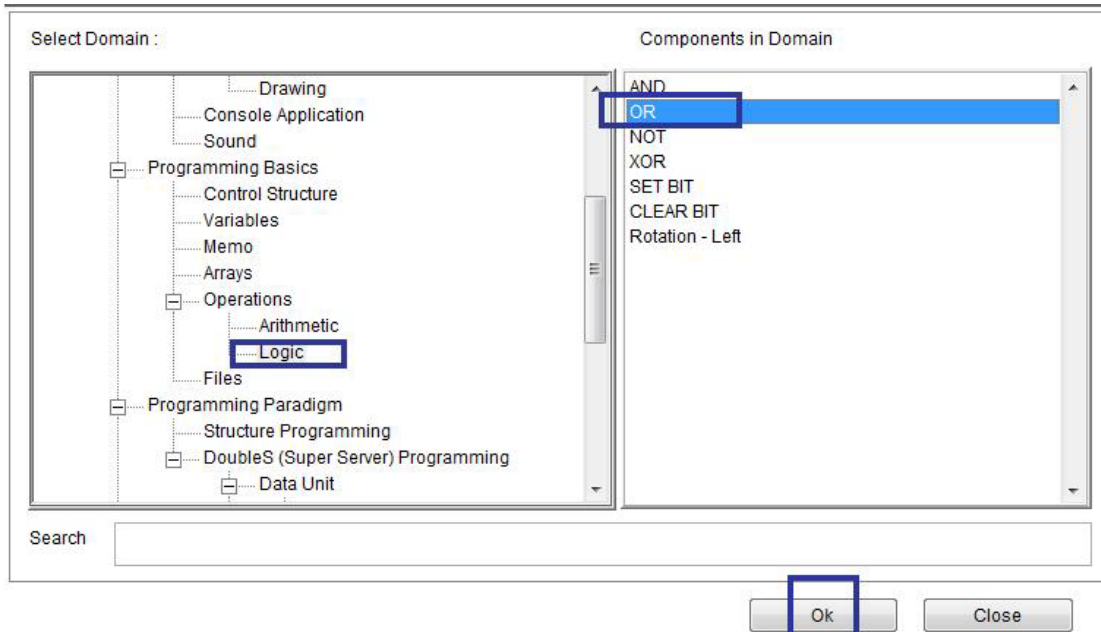 Select Domain :
Components in Domain
Drawing
Console Application
Sound
Programming Basics
Control Structure
Variables
Memo
Arrays
Operations
Arithmetic
Logic
Files
Programming Paradigm
Structure Programming
DoubleS (Super Server) Programming
Data Unit
AND
OR
NOT
XOR
SET BIT
CLEAR BIT
Rotation - Left
Search
Ok
Close